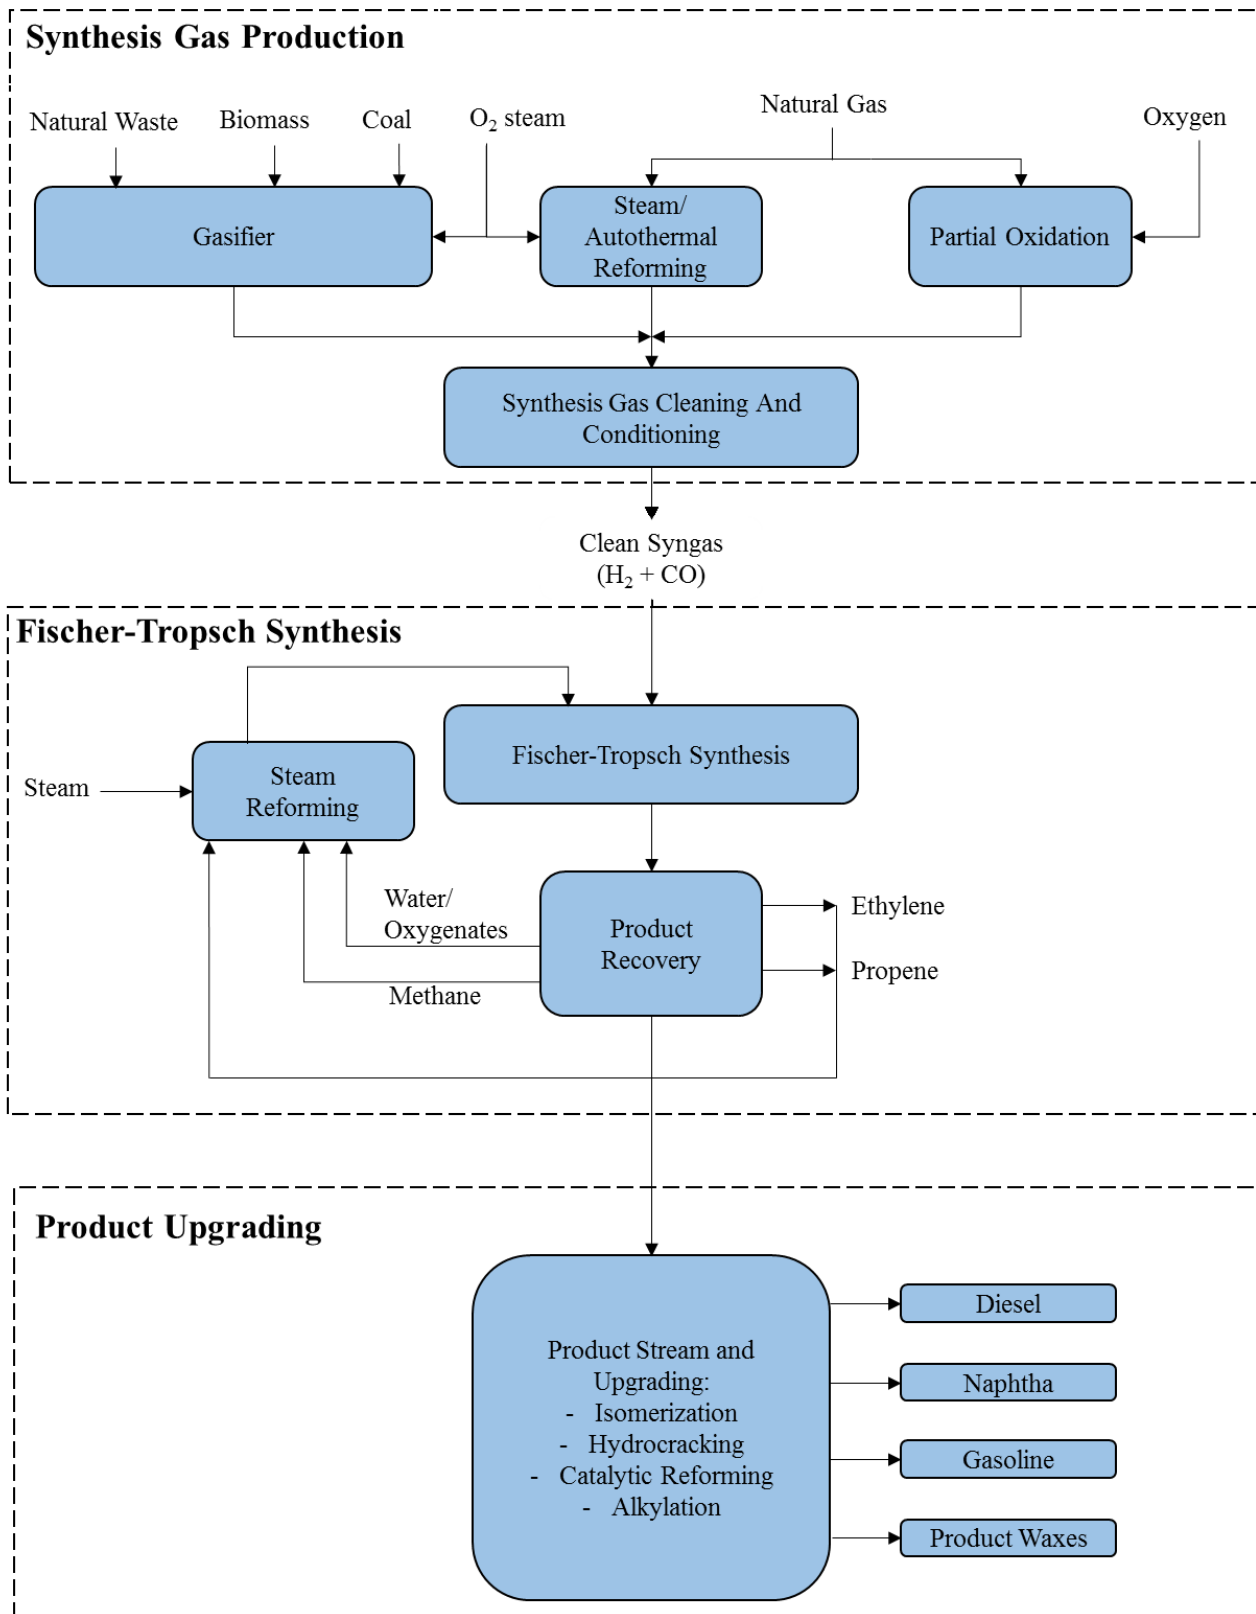 Synthesis Gas Production
Natural Waste
Biomass
Coal
O₂ steam
Natural Gas
Oxygen
Gasifier
Steam/
Autothermal
Reforming
Partial Oxidation
Synthesis Gas Cleaning And
Conditioning
Clean Syngas
(H₂ + CO)
Fischer-Tropsch Synthesis
Fischer-Tropsch Synthesis
Steam
Steam
Reforming
Water/
Oxygenates
Methane
Product
Recovery
Ethylene
Propene
Product Upgrading
Product Stream and
Upgrading:
- Isomerization
- Hydrocracking
- Catalytic Reforming
- Alkylation
Diesel
Naphtha
Gasoline
Product Waxes